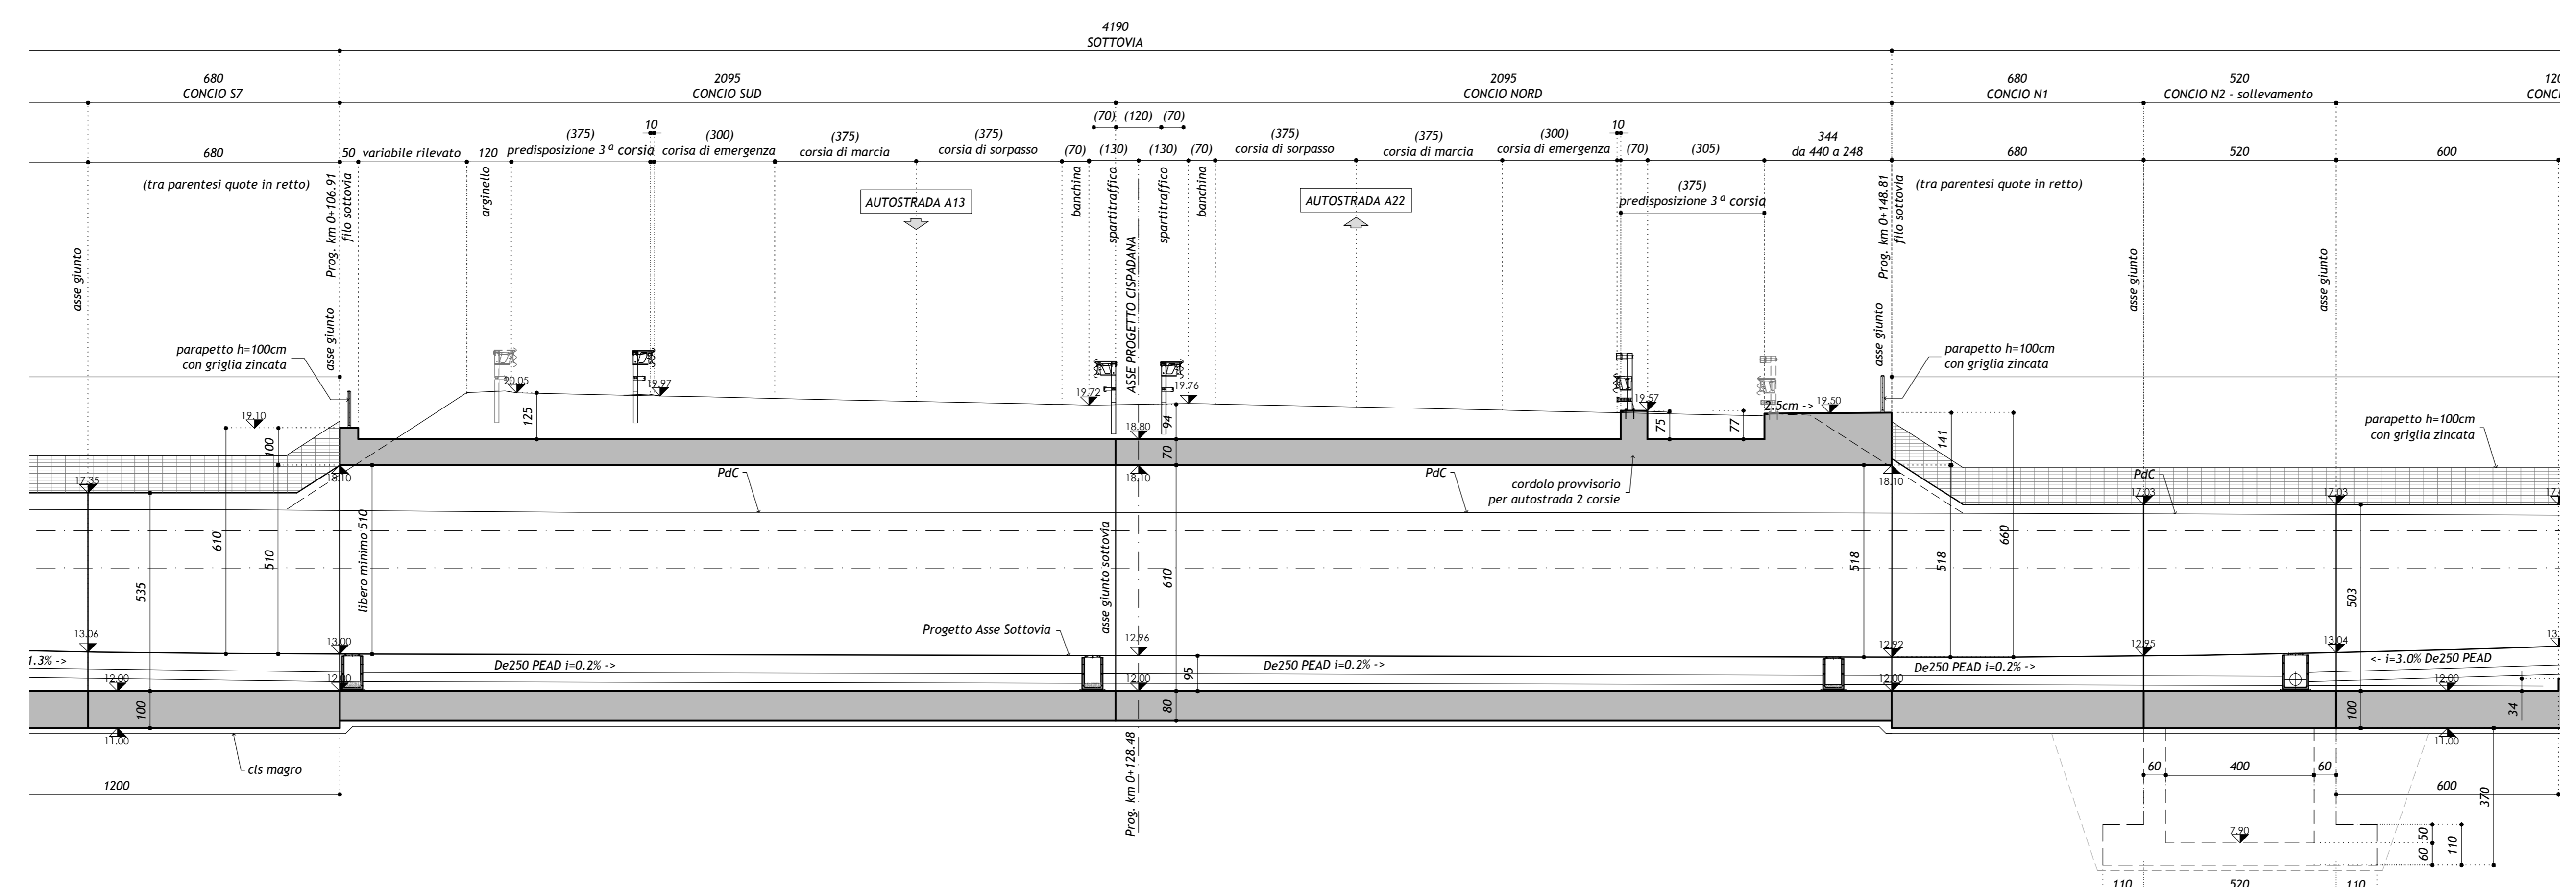 4190
SOTTOVIA
680
CONCIO S7
2095
CONCIO SUD
2095
CONCIO NORD
680
CONCIO N1
520
CONCIO N2 - sollevamento
(70) (120) (70)
680
50 variabile rilevato 120
(375)
predisposizione 3ª corsia
10
(300)
corisa di emergenza
(375)
corsia di marcia
(375)
corsia di sorpasso
(70) (130) (130) (70)
(375)
corsia di sorpasso
(375)
corsia di marcia
(300)
corsia di emergenza
10
(70) (305)
344
da 440 a 248
680
520
600
(tra parentesi quote in retto)
Prog. km 0+106.91
filo sottovia
arginello
AUTOSTRADA A13
banchina
spartitraffico
ASSE PROGETTO CISPADANA
spartitraffico
banchina
AUTOSTRADA A22
(375)
predisposizione 3ª corsia
Prog. km 0+148.81
filo sottovia
(tra parentesi quote in retto)
asse giunto
asse giunto
asse giunto
asse giunto
asse giunto
parapetto h=100cm
con griglia zincata
parapetto h=100cm
con griglia zincata
parapetto h=100cm
con griglia zincata
20.05
19.97
19.72
19.76
19.57
2.5cm ->
19.50
19.10
100
125
18.80
94
70
75
77
141
17.35
18.10
PdC
18.10
PdC
cordolo provvisorio
per autostrada 2 corsie
18.10
PdC
17.03
17.03
610
510
535
libero minimo 510
asse giunto sottovia
610
518
518
660
503
Progetto Asse Sottovia
13.06
13.00
12.96
12.92
12.95
13.04
1.3% ->
De250 PEAD i=0.2% ->
De250 PEAD i=0.2% ->
De250 PEAD i=0.2% ->
<- i=3.0% De250 PEAD
12.00
12.00
12.00
12.00
12.00
95
100
80
100
34
11.00
11.00
cls magro
1200
Prog. km 0+128.48
60 400 60
600
370
7.90
50
60
110
110 520 110